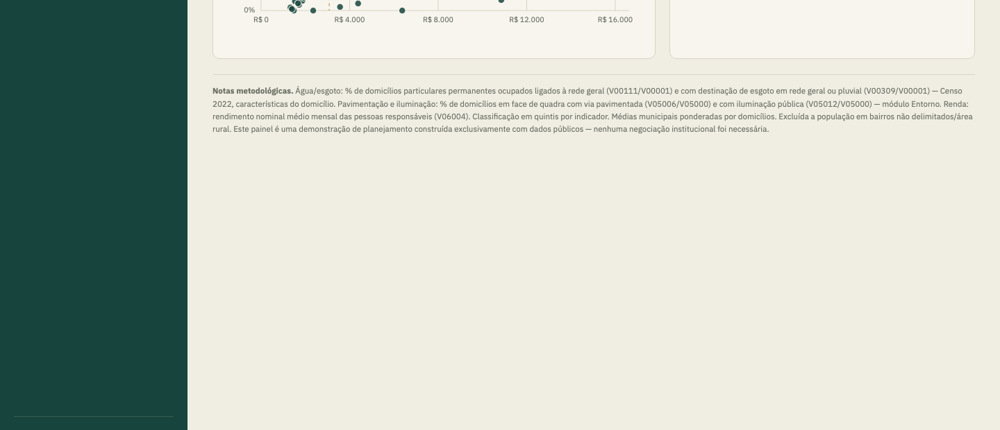 0%
R$ 0 R$ 4.000 R$ 8.000 R$ 12.000 R$ 16.000
Notas metodológicas. Água/esgoto: % de domicílios particulares permanentes ocupados ligados à rede geral (V00111/V00001) e com destinação de esgoto em rede geral ou pluvial (V00309/V00001) — Censo
2022, características do domicílio. Pavimentação e iluminação: % de domicílios em face de quadra com via pavimentada (V05006/V05000) e com iluminação pública (V05012/V05000) — módulo Entorno. Renda:
rendimento nominal médio mensal das pessoas responsáveis (V06004). Classificação em quintis por indicador. Médias municipais ponderadas por domicílios. Excluída a população em bairros não delimitados/área
rural. Este painel é uma demonstração de planejamento construída exclusivamente com dados públicos — nenhuma negociação institucional foi necessária.